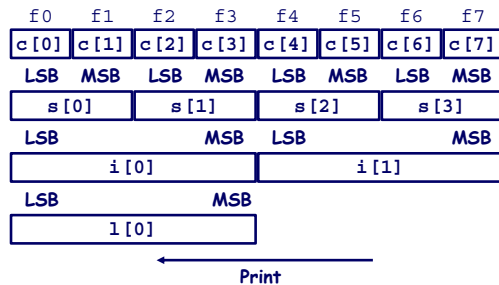 f0 f1 f2 f3 f4 f5 f6 f7
c[0] c[1] c[2] c[3] c[4] c[5] c[6] c[7]
LSB MSB LSB MSB LSB MSB LSB MSB
s[0] s[1] s[2] s[3]
LSB MSB LSB MSB
i[0] i[1]
LSB MSB
l[0]
Print